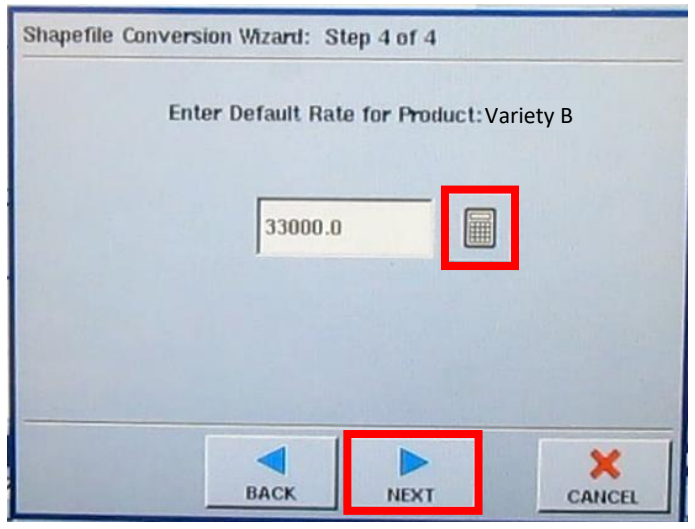 Shapefile Conversion Wizard: Step 4 of 4
Enter Default Rate for Product: Variety B
33000.0
BACK
NEXT
CANCEL